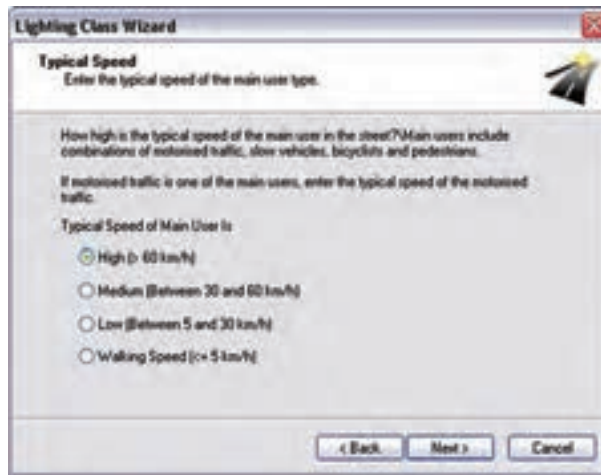 Lighting Class Wizard
Typical Speed
Enter the typical speed of the main user type.
How high is the typical speed of the main user in the street?\Main users include
combinations of motorised traffic, slow vehicles, bicyclists and pedestrians.
If motorised traffic is one of the main users, enter the typical speed of the motorised
traffic.
Typical Speed of Main User Is
High (> 60 km/h)
Medium (Between 30 and 60 km/h)
Low (Between 5 and 30 km/h)
Walking Speed (<= 5 km/h)
< Back
Next >
Cancel